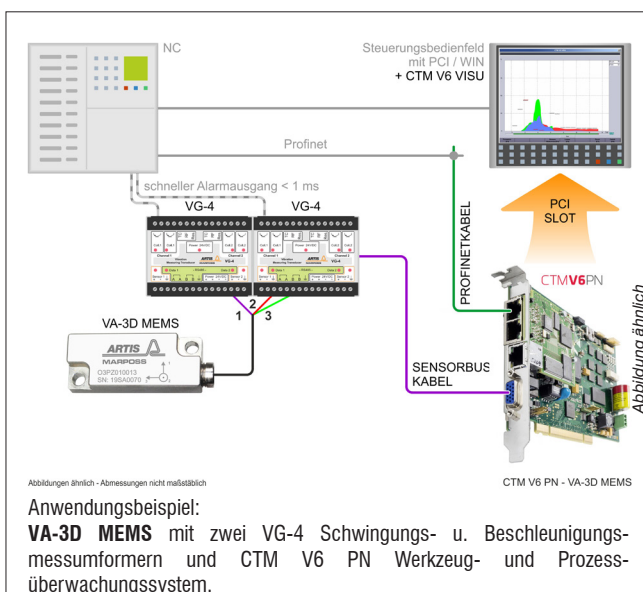 NC
Steuerungsbedienfeld
mit PCI / WIN
+ CTM V6 VISU
Profinet
schneller Alarmausgang < 1 ms
VG-4
VG-4
PROFINETKABEL
PCI
SLOT
CTMV6PN
1
2
3
VA-3D MEMS
ARTIS
MARPOSS
O3PZ010013
SN: 19SA0070
SENSORBUS
KABEL
Abbildung ähnlich
Abbildungen ähnlich - Abmessungen nicht maßstäblich
CTM V6 PN - VA-3D MEMS
Anwendungsbeispiel:
VA-3D MEMS mit zwei VG-4 Schwingungs- u. Beschleunigungs-
messumformern und CTM V6 PN Werkzeug- und Prozess-
überwachungssystem.